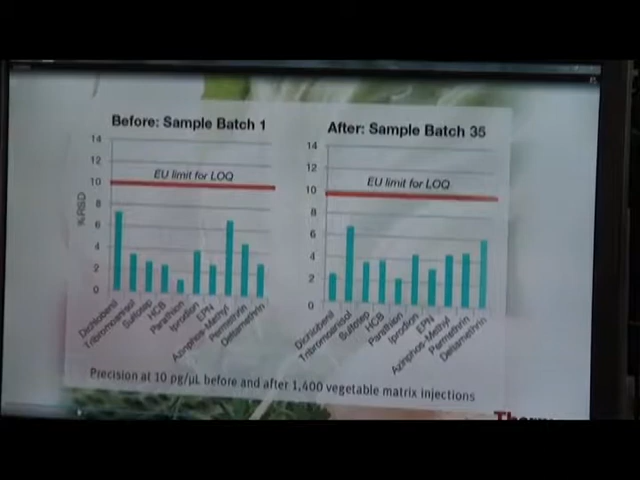 Before: Sample Batch 1
14
12
EU limit for LOQ
10
8
6
4
2
0
%RSD
Dichlobenil
Tribromoanisol
Sulfotep
HCB
Parathion
Iprodion
EPN
Azinphos-Methyl
Permethrin
Deltamethrin
After: Sample Batch 35
14
12
EU limit for LOQ
10
8
6
4
2
0
Dichlobenil
Tribromoanisol
Sulfotep
HCB
Parathion
Iprodion
EPN
Azinphos-Methyl
Permethrin
Deltamethrin
Precision at 10 pg/µL before and after 1,400 vegetable matrix injections